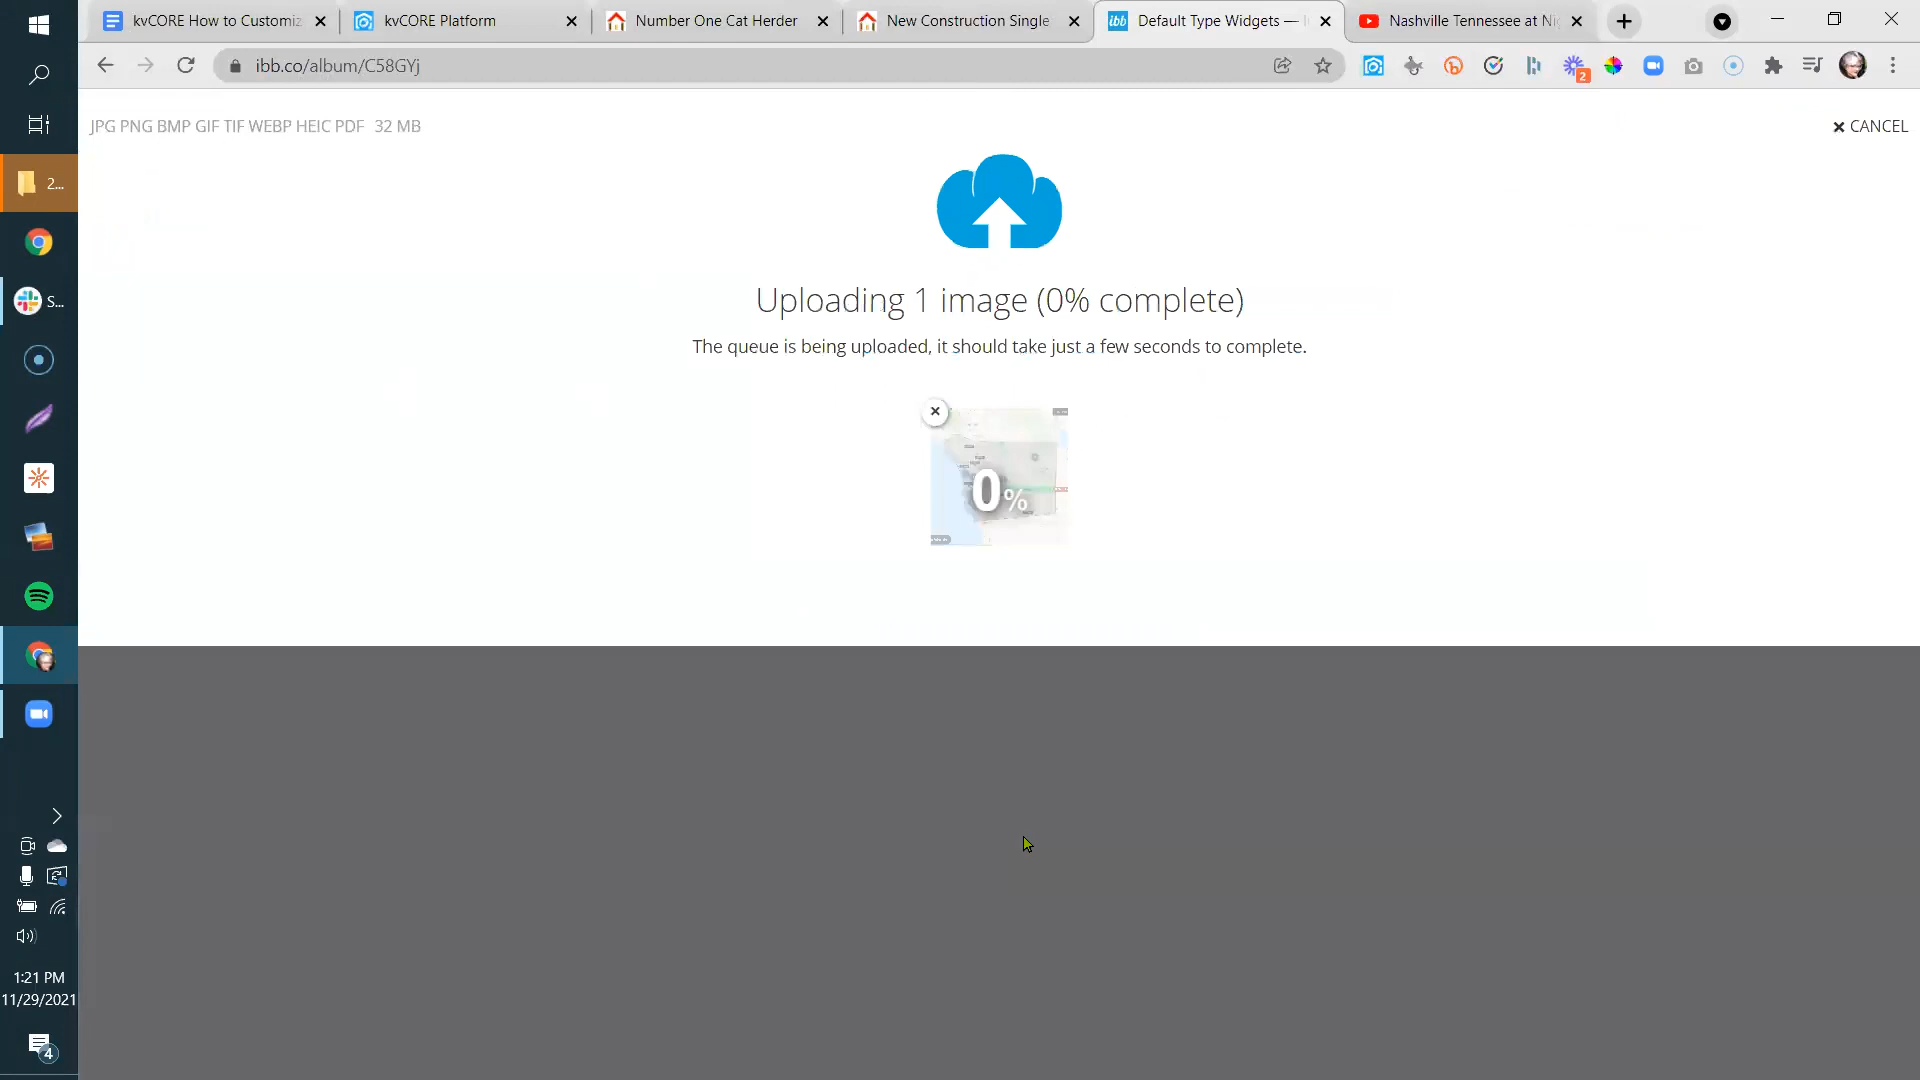 kvCORE How to Customiz
kvCORE Platform
Number One Cat Herder
New Construction Single
ibb Default Type Widgets — I
Nashville Tennessee at Nig
ibb.co/album/C58GYj
2
JPG PNG BMP GIF TIF WEBP HEIC PDF 32 MB
CANCEL
Uploading 1 image (0% complete)
The queue is being uploaded, it should take just a few seconds to complete.
0 %
2...
S...
1:21 PM
11/29/2021
4